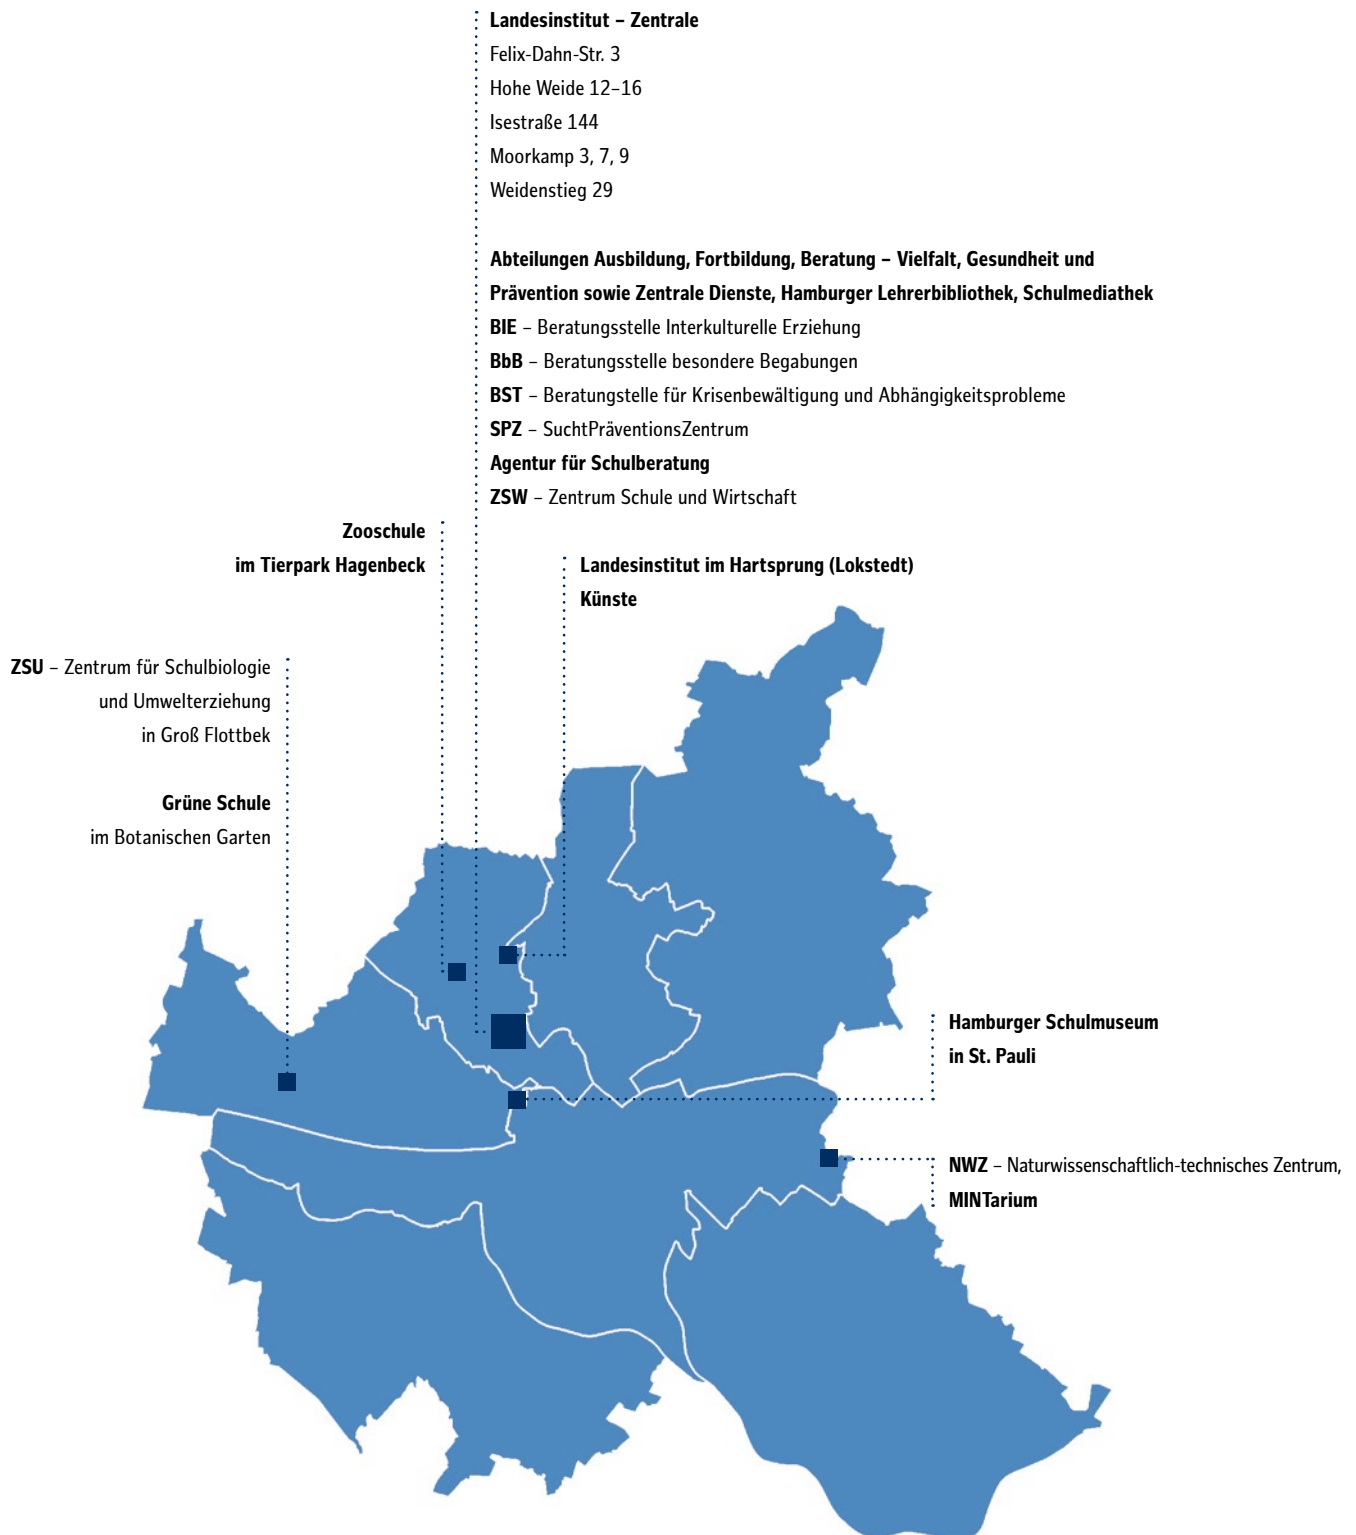 Landesinstitut – Zentrale
Felix-Dahn-Str. 3
Hohe Weide 12–16
Isestraße 144
Moorkamp 3, 7, 9
Weidenstieg 29
Abteilungen Ausbildung, Fortbildung, Beratung – Vielfalt, Gesundheit und
Prävention sowie Zentrale Dienste, Hamburger Lehrerbibliothek, Schulmediathek
BIE – Beratungsstelle Interkulturelle Erziehung
BbB – Beratungsstelle besondere Begabungen
BST – Beratungstelle für Krisenbewältigung und Abhängigkeitsprobleme
SPZ – SuchtPräventionsZentrum
Agentur für Schulberatung
ZSW – Zentrum Schule und Wirtschaft
Zooschule
im Tierpark Hagenbeck
Landesinstitut im Hartsprung (Lokstedt)
Künste
ZSU – Zentrum für Schulbiologie
und Umwelterziehung
in Groß Flottbek
Grüne Schule
im Botanischen Garten
Hamburger Schulmuseum
in St. Pauli
NWZ – Naturwissenschaftlich-technisches Zentrum,
MINTarium